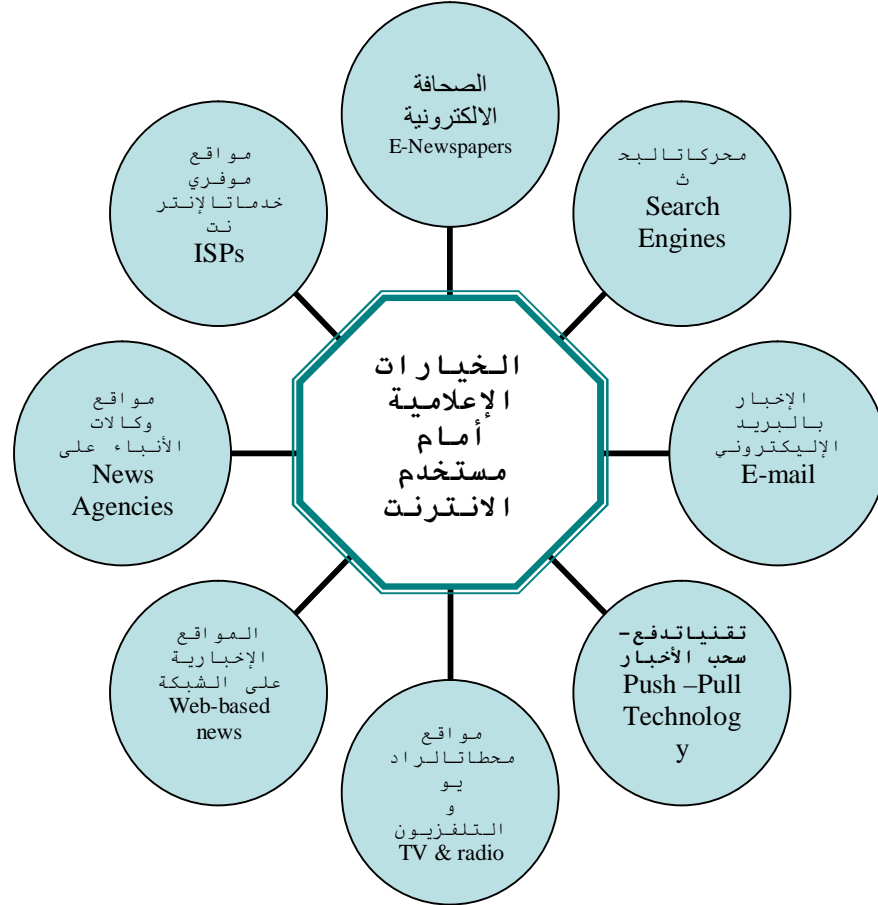 الصحافة
الالكترونية
E-Newspapers
محركاتالبح
ث
Search
Engines
الإخبار
بالبريد
الإليكتروني
E-mail
تقنياتدفع-
سحب الأخبار
Push –Pull
Technolog
y
مواقع
محطاتالراد
يو
و
التلفزيون
TV & radio
المواقع
الإخبارية
على الشبكة
Web-based
news
مواقع
وكالات
الأنباء على
News
Agencies
مواقع
موفري
خدماتالإنتر
نت
ISPs
الخيارات
الإعلامية
أمام
مستخدم
الانترنت